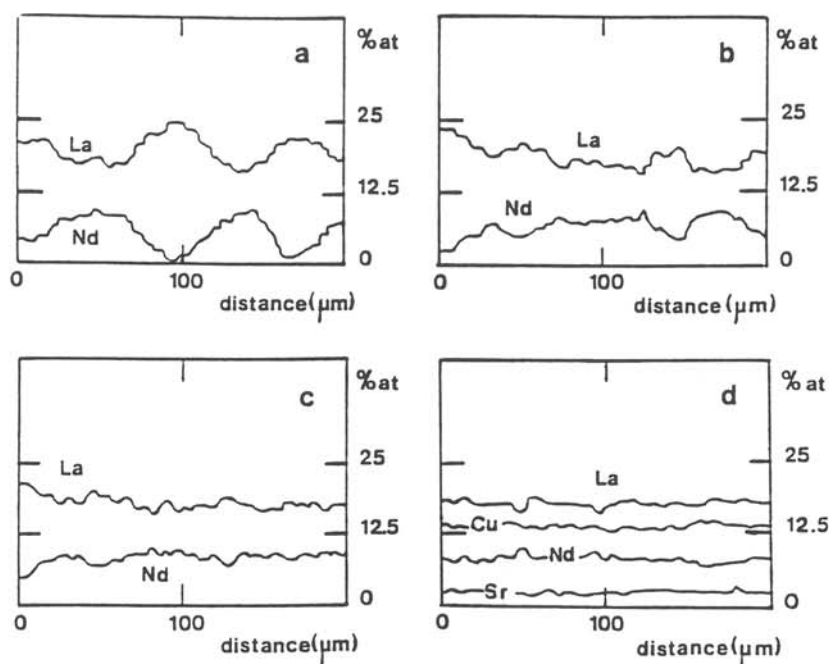 a
%at
25
La
12.5
Nd
0
0
100
distance(µm)
b
%at
25
La
12.5
Nd
0
0
100
distance(µm)
c
%at
La
25
12.5
Nd
0
0
100
distance(µm)
d
%at
25
La
Cu
12.5
Nd
Sr
0
0
100
distance(µm)